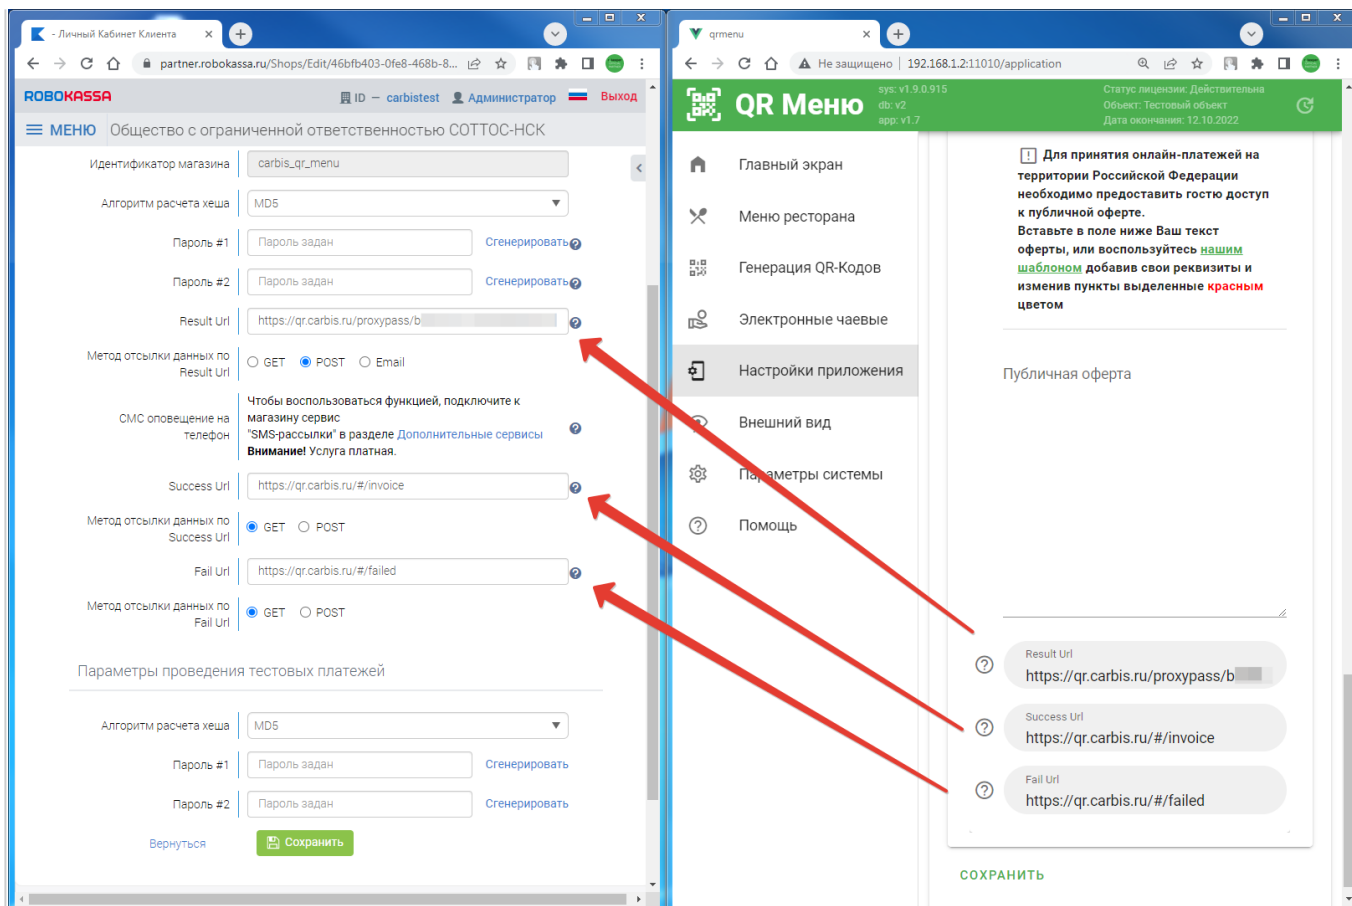 - Личный Кабинет Клиента
partner.robokassa.ru/Shops/Edit/46bfb403-0fe8-468b-8...
ROBOKASSA
ID — carbistest
Администратор
Выход
МЕНЮ
Общество с ограниченной ответственностью СОТТОС-НСК
Идентификатор магазина
carbis_qr_menu
Алгоритм расчета хеша
MD5
Пароль #1
Пароль задан
Сгенерировать
Пароль #2
Пароль задан
Сгенерировать
Result Url
https://qr.carbis.ru/proxypass/b
Метод отсылки данных по
Result Url
GET
POST
Email
СМС оповещение на
телефон
Чтобы воспользоваться функцией, подключите к
магазину сервис
"SMS-рассылки" в разделе Дополнительные сервисы
Внимание! Услуга платная.
Success Url
https://qr.carbis.ru/#/invoice
Метод отсылки данных по
Success Url
GET
POST
Fail Url
https://qr.carbis.ru/#/failed
Метод отсылки данных по
Fail Url
GET
POST
Параметры проведения тестовых платежей
Алгоритм расчета хеша
MD5
Пароль #1
Пароль задан
Сгенерировать
Пароль #2
Пароль задан
Сгенерировать
Вернуться
Сохранить
qrmenu
Не защищено
192.168.1.2:11010/application
QR Меню
sys: v1.9.0.915
db: v2
app: v1.7
Статус лицензии: Действительна
Объект: Тестовый объект
Дата окончания: 12.10.2022
Главный экран
Меню ресторана
Генерация QR-Кодов
Электронные чаевые
Настройки приложения
Внешний вид
Параметры системы
Помощь
Для принятия онлайн-платежей на
территории Российской Федерации
необходимо предоставить гостю доступ
к публичной оферте.
Вставьте в поле ниже Ваш текст
оферты, или воспользуйтесь нашим
шаблоном добавив свои реквизиты и
изменив пункты выделенные красным
цветом
Публичная оферта
Result Url
https://qr.carbis.ru/proxypass/b
Success Url
https://qr.carbis.ru/#/invoice
Fail Url
https://qr.carbis.ru/#/failed
СОХРАНИТЬ